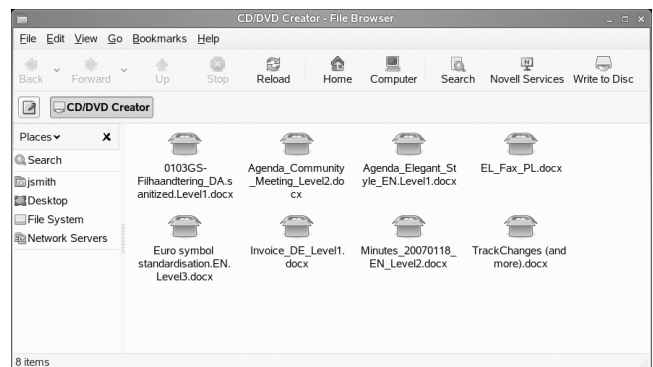 CD/DVD Creator - File Browser
File Edit View Go Bookmarks Help
Back Forward Up Stop Reload Home Computer Search Novell Services Write to Disc
CD/DVD Creator
Places
Search
jsmith
Desktop
File System
Network Servers
0103GS-
Filhaandtering_DA.s
anitized.Level1.docx
Agenda_Community
_Meeting_Level2.do
cx
Agenda_Elegant_St
yle_EN.Level1.docx
EL_Fax_PL.docx
Euro symbol
standardisation.EN.
Level3.docx
Invoice_DE_Level1.
docx
Minutes_20070118_
EN_Level2.docx
TrackChanges (and
more).docx
8 items